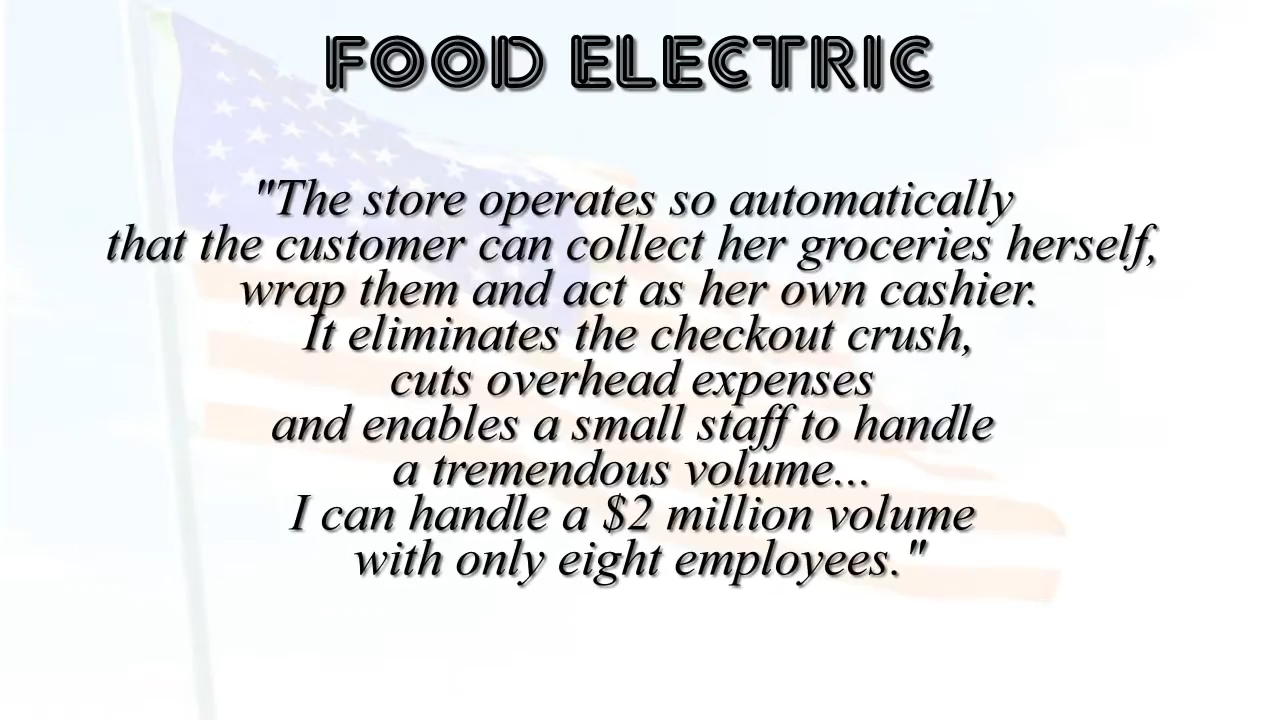 FOOD ELECTRIC
"The store operates so automatically
that the customer can collect her groceries herself,
wrap them and act as her own cashier.
It eliminates the checkout crush,
cuts overhead expenses
and enables a small staff to handle
a tremendous volume...
I can handle a $2 million volume
with only eight employees."